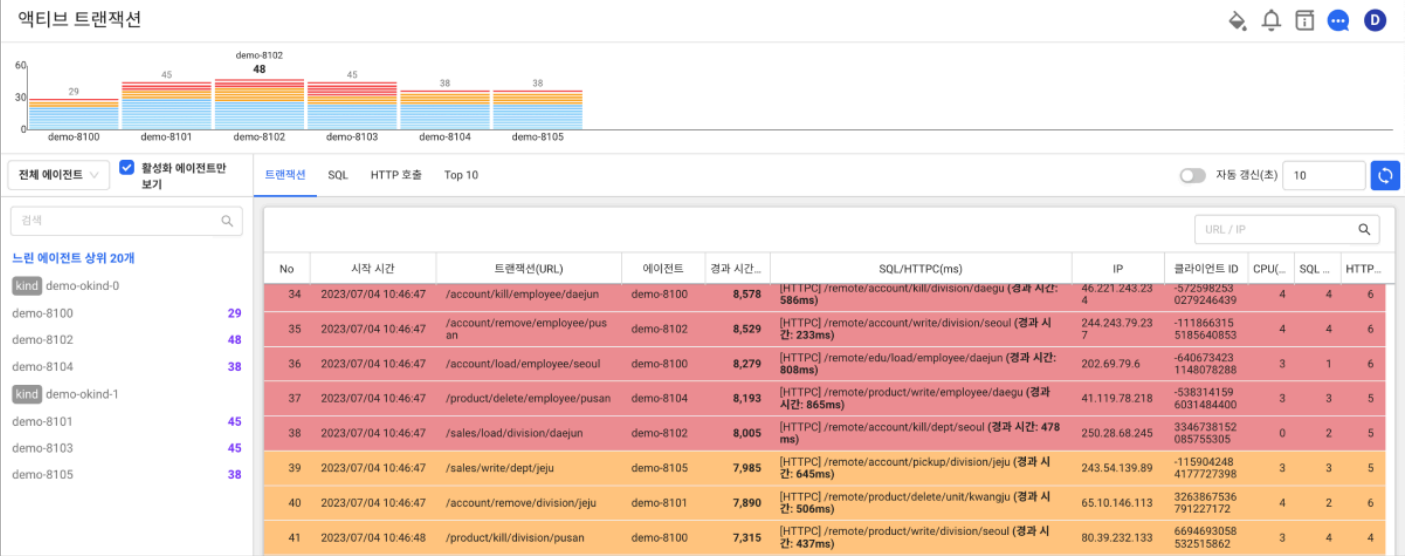 액티브 트랜잭션
D
demo-8102
60
30
0
29
45
48
45
38
38
demo-8100
demo-8101
demo-8102
demo-8103
demo-8104
demo-8105
전체 에이전트
활성화 에이전트만
보기
트랜잭션
SQL
HTTP 호출
Top 10
자동 갱신(초)
10
검색
느린 에이전트 상위 20개
kind demo-okind-0
demo-8100 29
demo-8102 48
demo-8104 38
kind demo-okind-1
demo-8101 45
demo-8103 45
demo-8105 38
URL / IP
No 시작 시간 트랜잭션(URL) 에이전트 경과 시간... SQL/HTTPC(ms) IP 클라이언트 ID CPU(... SQL ... HTTP...
34 2023/07/04 10:46:47 /account/kill/employee/daejun demo-8100 8,578 [HTTPC] /remote/account/kill/division/daegu (경과 시간: 46.221.243.23 -572598253 4 4 6
586ms) 4 0279246439
35 2023/07/04 10:46:47 /account/remove/employee/pus demo-8102 8,529 [HTTPC] /remote/account/write/division/seoul (경과 시 244.243.79.23 -111866315 4 4 6
an 간: 233ms) 7 5185640853
36 2023/07/04 10:46:47 /account/load/employee/seoul demo-8100 8,279 [HTTPC] /remote/edu/load/employee/daejun (경과 시간: 202.69.79.6 -640673423 3 1 6
808ms) 1148078288
37 2023/07/04 10:46:47 /product/delete/employee/pusan demo-8104 8,193 [HTTPC] /remote/product/write/employee/daegu (경과 41.119.78.218 -538314159 3 3 5
시간: 865ms) 6031484400
38 2023/07/04 10:46:47 /sales/load/division/daejun demo-8102 8,005 [HTTPC] /remote/account/kill/dept/seoul (경과 시간: 478 250.28.68.245 3346738152 0 2 5
ms) 085755305
39 2023/07/04 10:46:47 /sales/write/dept/jeju demo-8105 7,985 [HTTPC] /remote/account/pickup/division/jeju (경과 시 243.54.139.89 -115904248 3 3 5
간: 645ms) 4177727398
40 2023/07/04 10:46:47 /account/remove/division/jeju demo-8101 7,890 [HTTPC] /remote/product/delete/unit/kwangju (경과 시 65.10.146.113 3263867536 4 2 6
간: 506ms) 791227172
41 2023/07/04 10:46:48 /product/kill/division/pusan demo-8100 7,315 [HTTPC] /remote/product/write/division/seoul (경과 시 80.39.232.133 6694693058 3 4 4
간: 437ms) 532515862